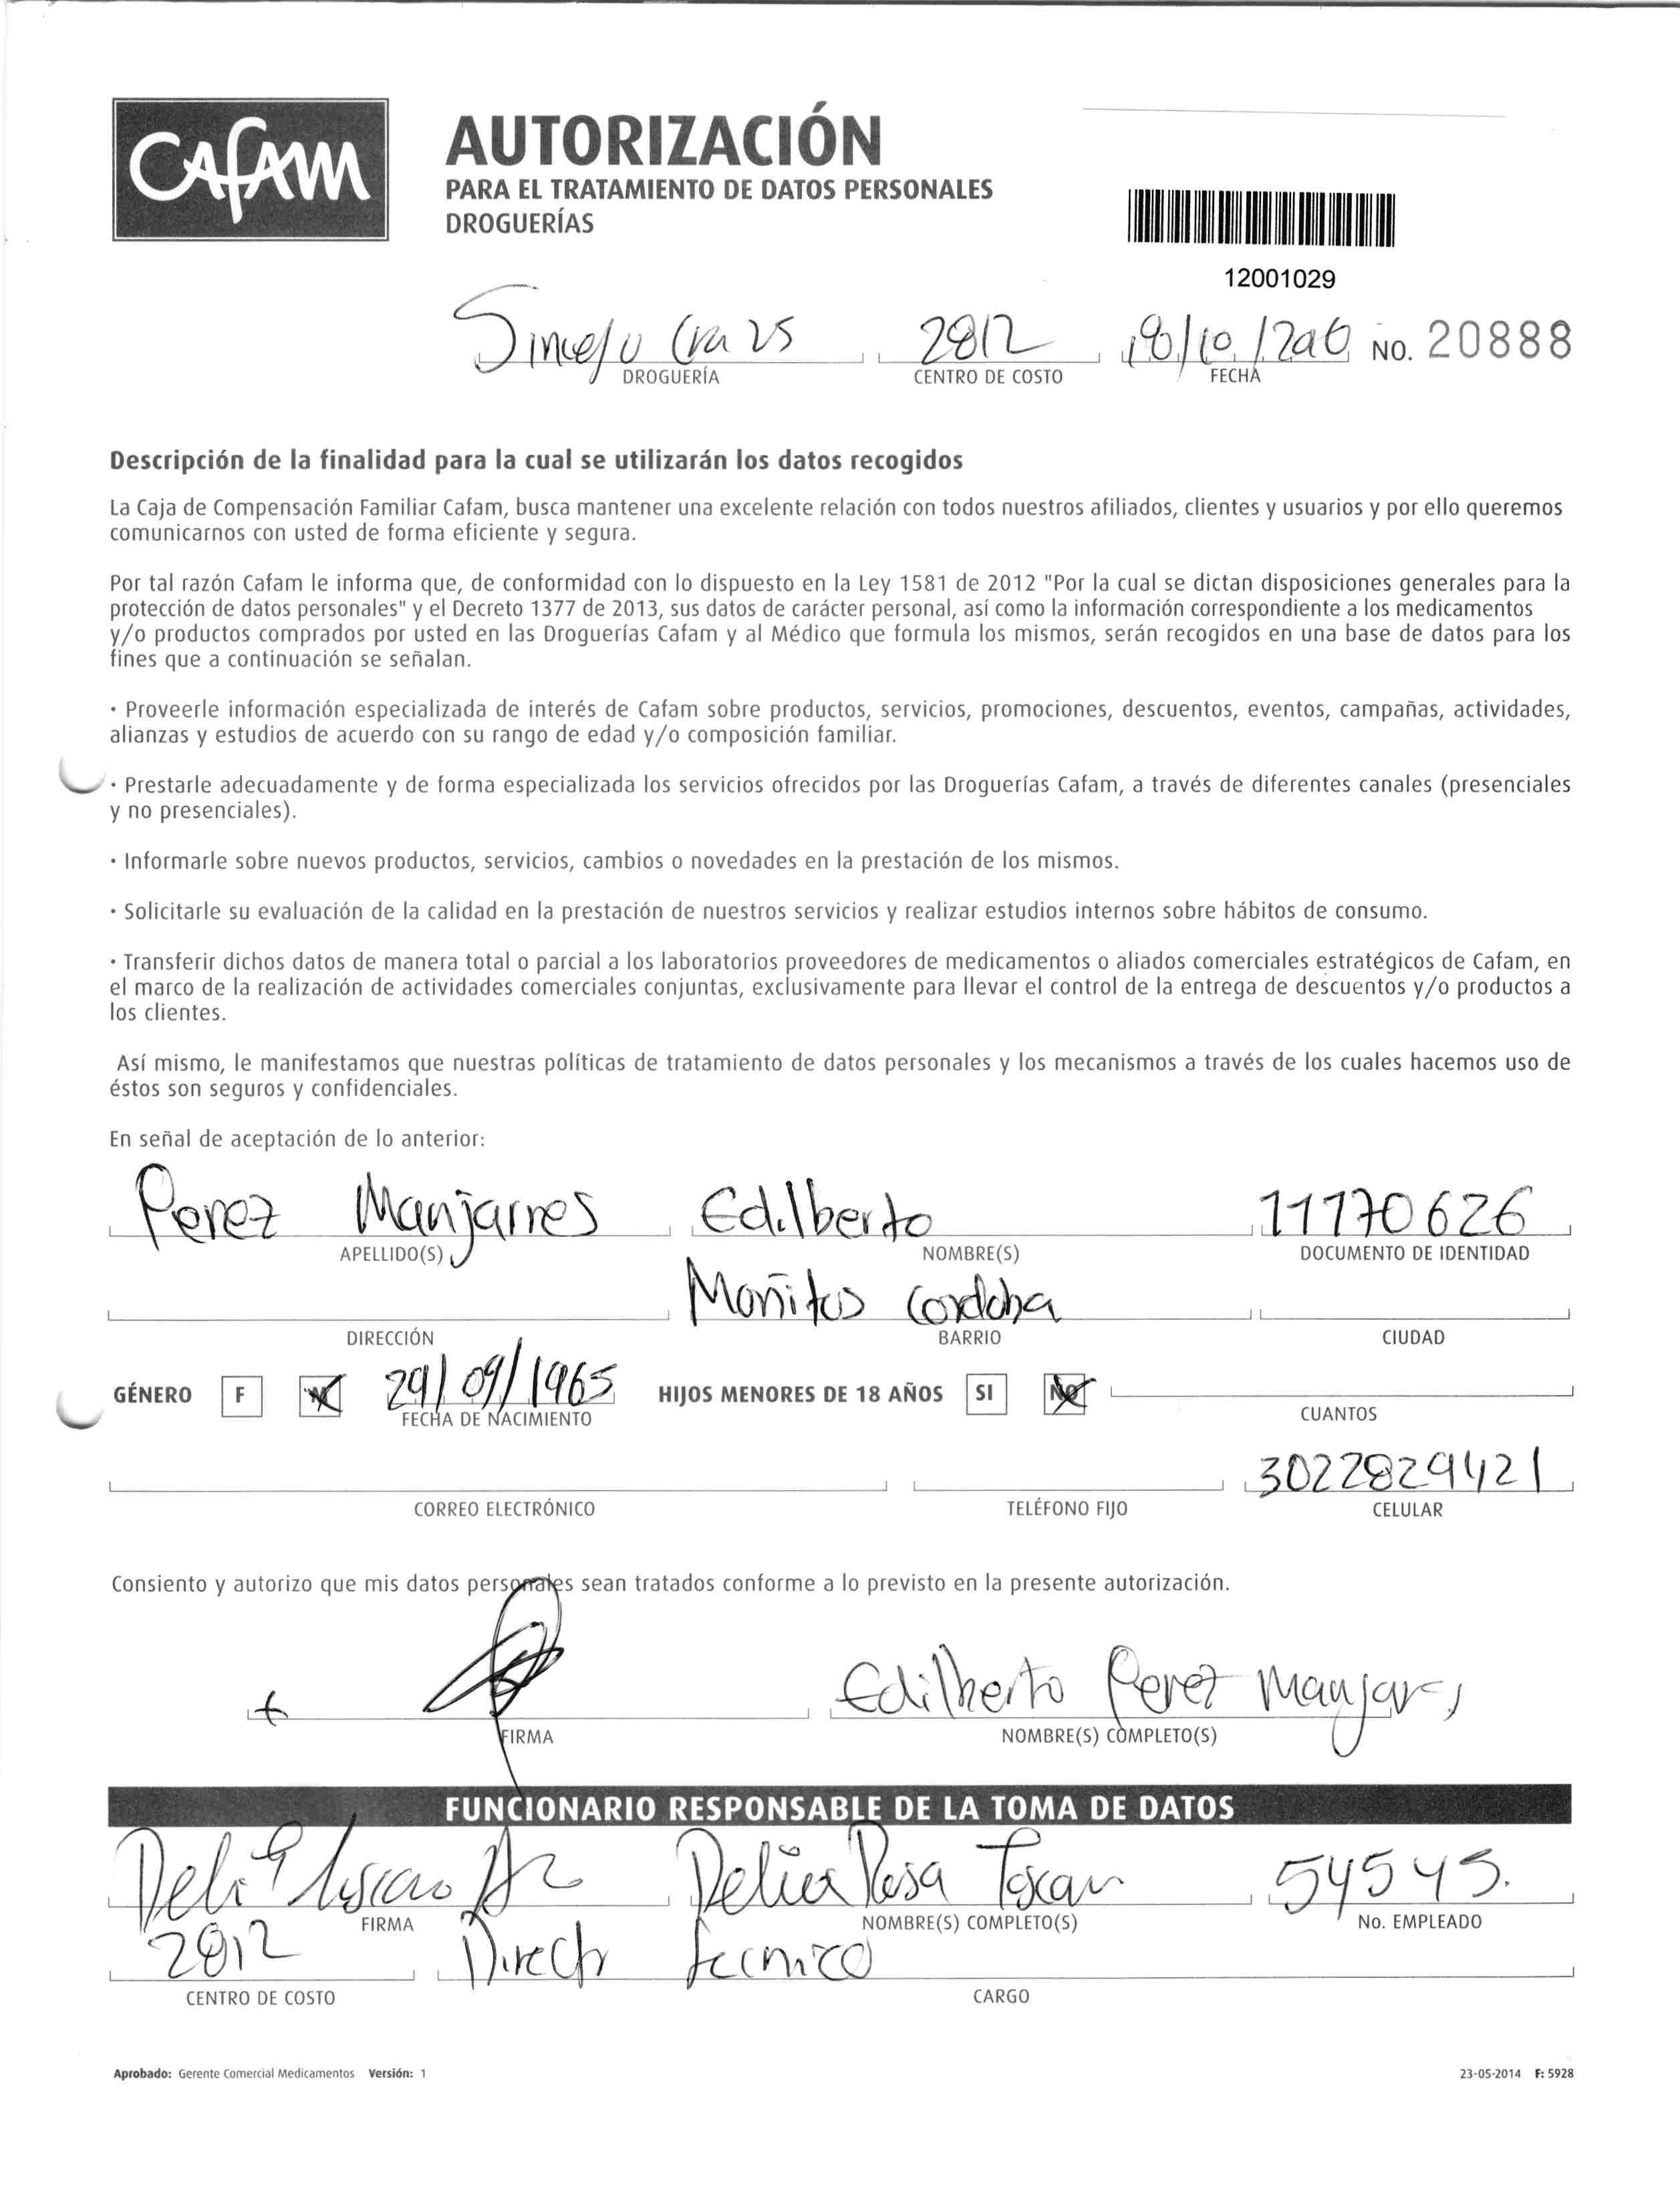 Cafam
AUTORIZACIÓN
PARA EL TRATAMIENTO DE DATOS PERSONALES
DROGUERÍAS
12001029
Sincejo Cra 25 2812 18/10/ No. 20888
DROGUERÍA CENTRO DE COSTO FECHA
Descripción de la finalidad para la cual se utilizarán los datos recogidos
La Caja de Compensación Familiar Cafam, busca mantener una excelente relación con todos nuestros afiliados, clientes y usuarios y por ello queremos
comunicarnos con usted de forma eficiente y segura.
Por tal razón Cafam le informa que, de conformidad con lo dispuesto en la Ley 1581 de 2012 "Por la cual se dictan disposiciones generales para la
protección de datos personales" y el Decreto 1377 de 2013, sus datos de carácter personal, así como la información correspondiente a los medicamentos
y/o productos comprados por usted en las Droguerías Cafam y al Médico que formula los mismos, serán recogidos en una base de datos para los
fines que a continuación se señalan.
• Proveerle información especializada de interés de Cafam sobre productos, servicios, promociones, descuentos, eventos, campañas, actividades,
alianzas y estudios de acuerdo con su rango de edad y/o composición familiar.
• Prestarle adecuadamente y de forma especializada los servicios ofrecidos por las Droguerías Cafam, a través de diferentes canales (presenciales
y no presenciales).
• Informarle sobre nuevos productos, servicios, cambios o novedades en la prestación de los mismos.
• Solicitarle su evaluación de la calidad en la prestación de nuestros servicios y realizar estudios internos sobre hábitos de consumo.
• Transferir dichos datos de manera total o parcial a los laboratorios proveedores de medicamentos o aliados comerciales estratégicos de Cafam, en
el marco de la realización de actividades comerciales conjuntas, exclusivamente para llevar el control de la entrega de descuentos y/o productos a
los clientes.
Así mismo, le manifestamos que nuestras políticas de tratamiento de datos personales y los mecanismos a través de los cuales hacemos uso de
éstos son seguros y confidenciales.
En señal de aceptación de lo anterior:
Perez Manjarres Edilberto 11170626
APELLIDO(S) NOMBRE(S) DOCUMENTO DE IDENTIDAD
Moñitos Cordoba
DIRECCIÓN BARRIO CIUDAD
GÉNERO F M 29/09/1965 HIJOS MENORES DE 18 AÑOS SI NO
FECHA DE NACIMIENTO CUANTOS
3022829421
CORREO ELECTRÓNICO TELÉFONO FIJO CELULAR
Consiento y autorizo que mis datos personales sean tratados conforme a lo previsto en la presente autorización.
Edilberto Perez Manjarres
FIRMA NOMBRE(S) COMPLETO(S)
FUNCIONARIO RESPONSABLE DE LA TOMA DE DATOS
Delia Rosa Toscan 54545.
FIRMA NOMBRE(S) COMPLETO(S) No. EMPLEADO
2812 Director tecnico
CENTRO DE COSTO CARGO
Aprobado: Gerente Comercial Medicamentos Versión: 1 23-05-2014 F: 5928